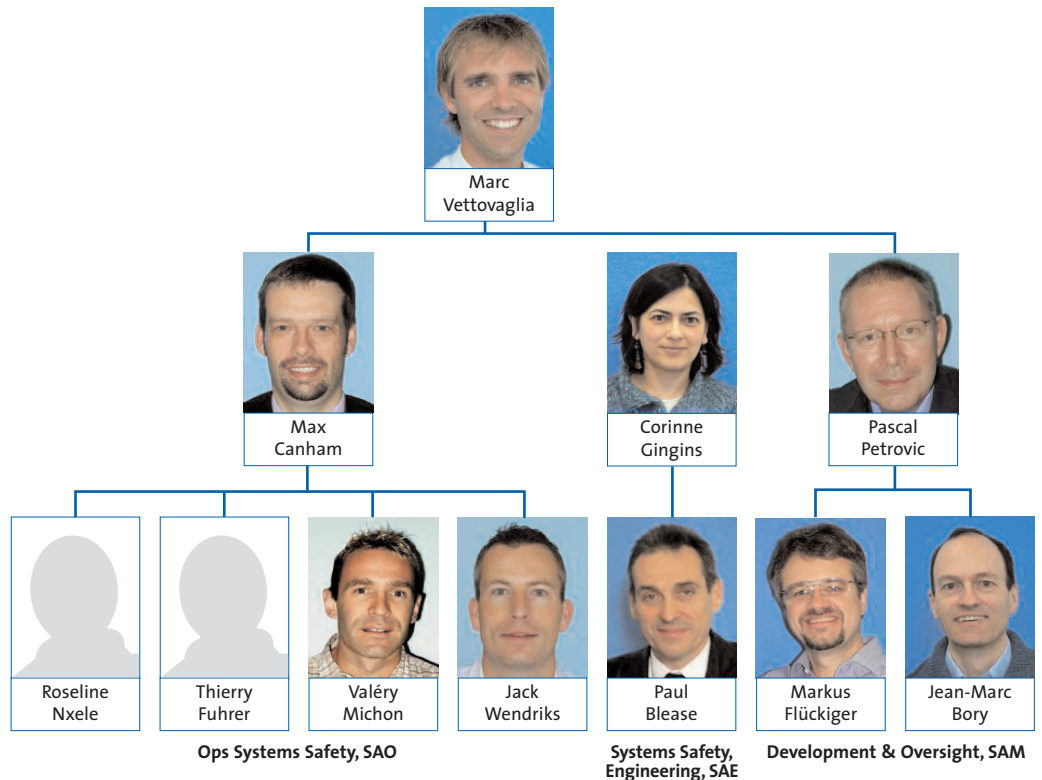 Marc
Vettovaglia
Max
Canham
Corinne
Gingins
Pascal
Petrovic
Roseline
Nxele
Thierry
Fuhrer
Valéry
Michon
Jack
Wendriks
Paul
Blease
Markus
Flückiger
Jean-Marc
Bory
Ops Systems Safety, SAO
Systems Safety,
Engineering, SAE
Development & Oversight, SAM